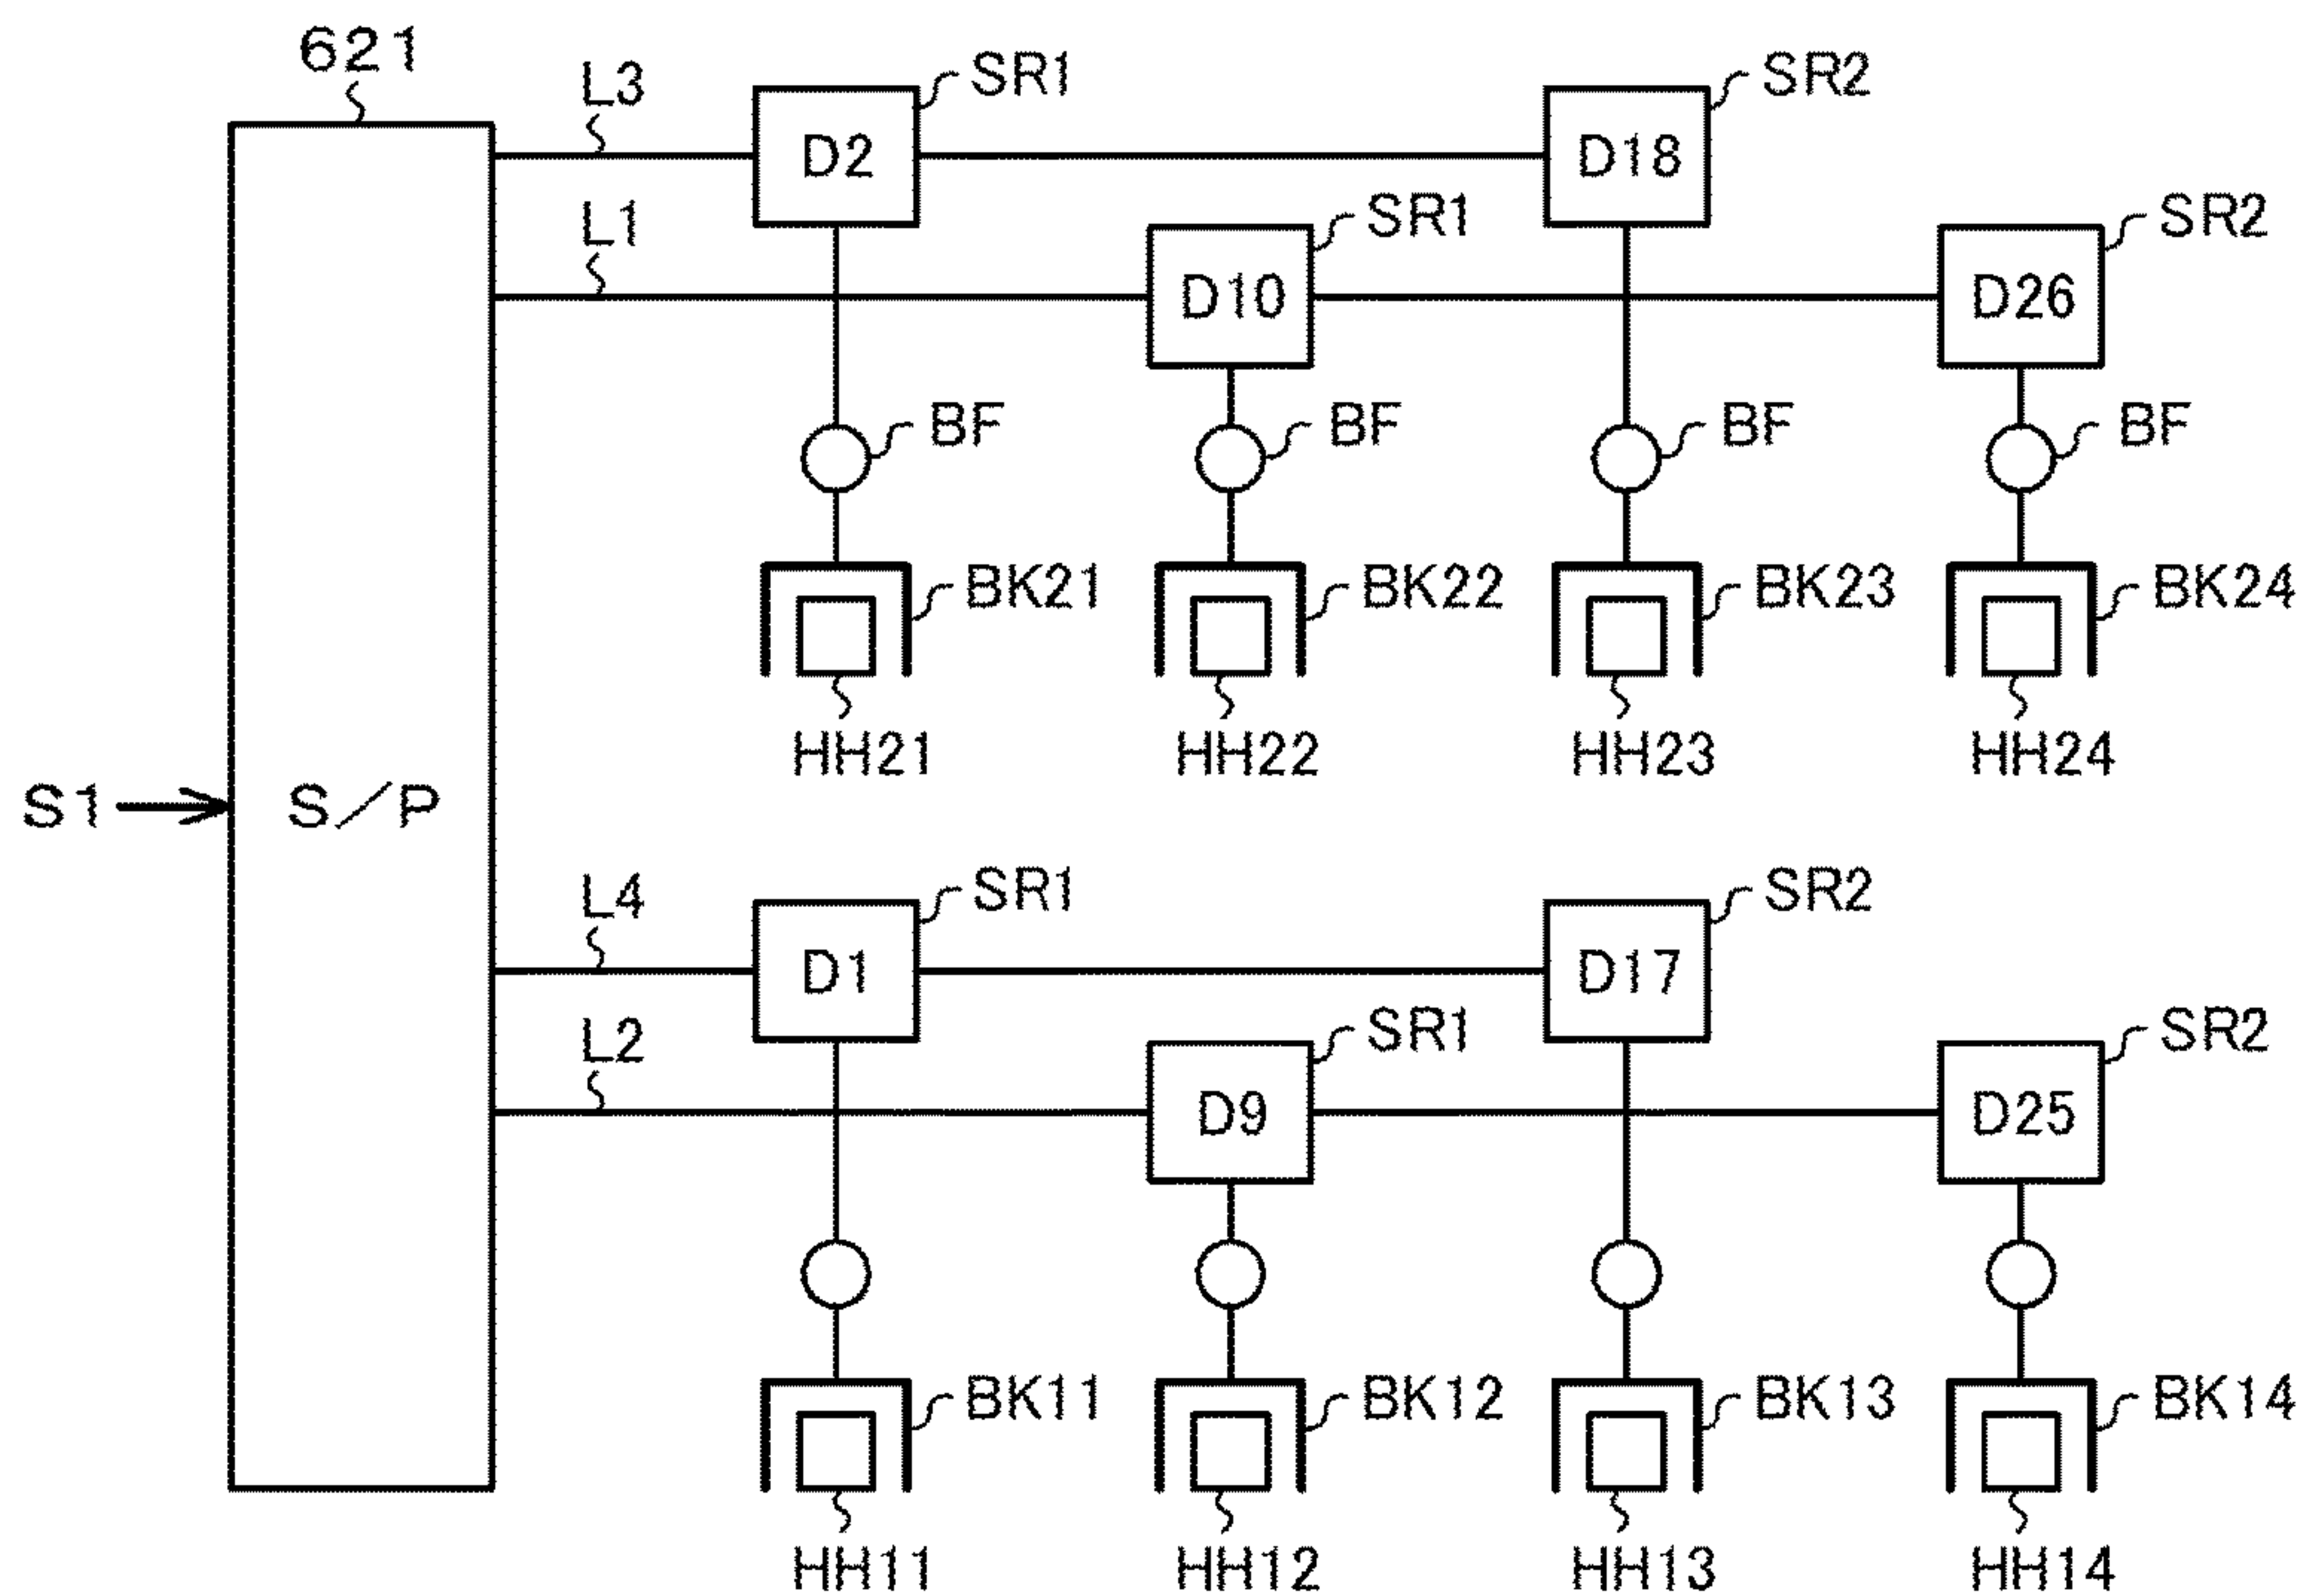 621
L3
SR1
SR2
D2
D18
L1
SR1
SR2
D10
D26
BF
BF
BF
BF
BK21
BK22
BK23
BK24
HH21
HH22
HH23
HH24
S1
S/P
L4
SR1
SR2
D1
D17
L2
SR1
SR2
D9
D25
BK11
BK12
BK13
BK14
HH11
HH12
HH13
HH14